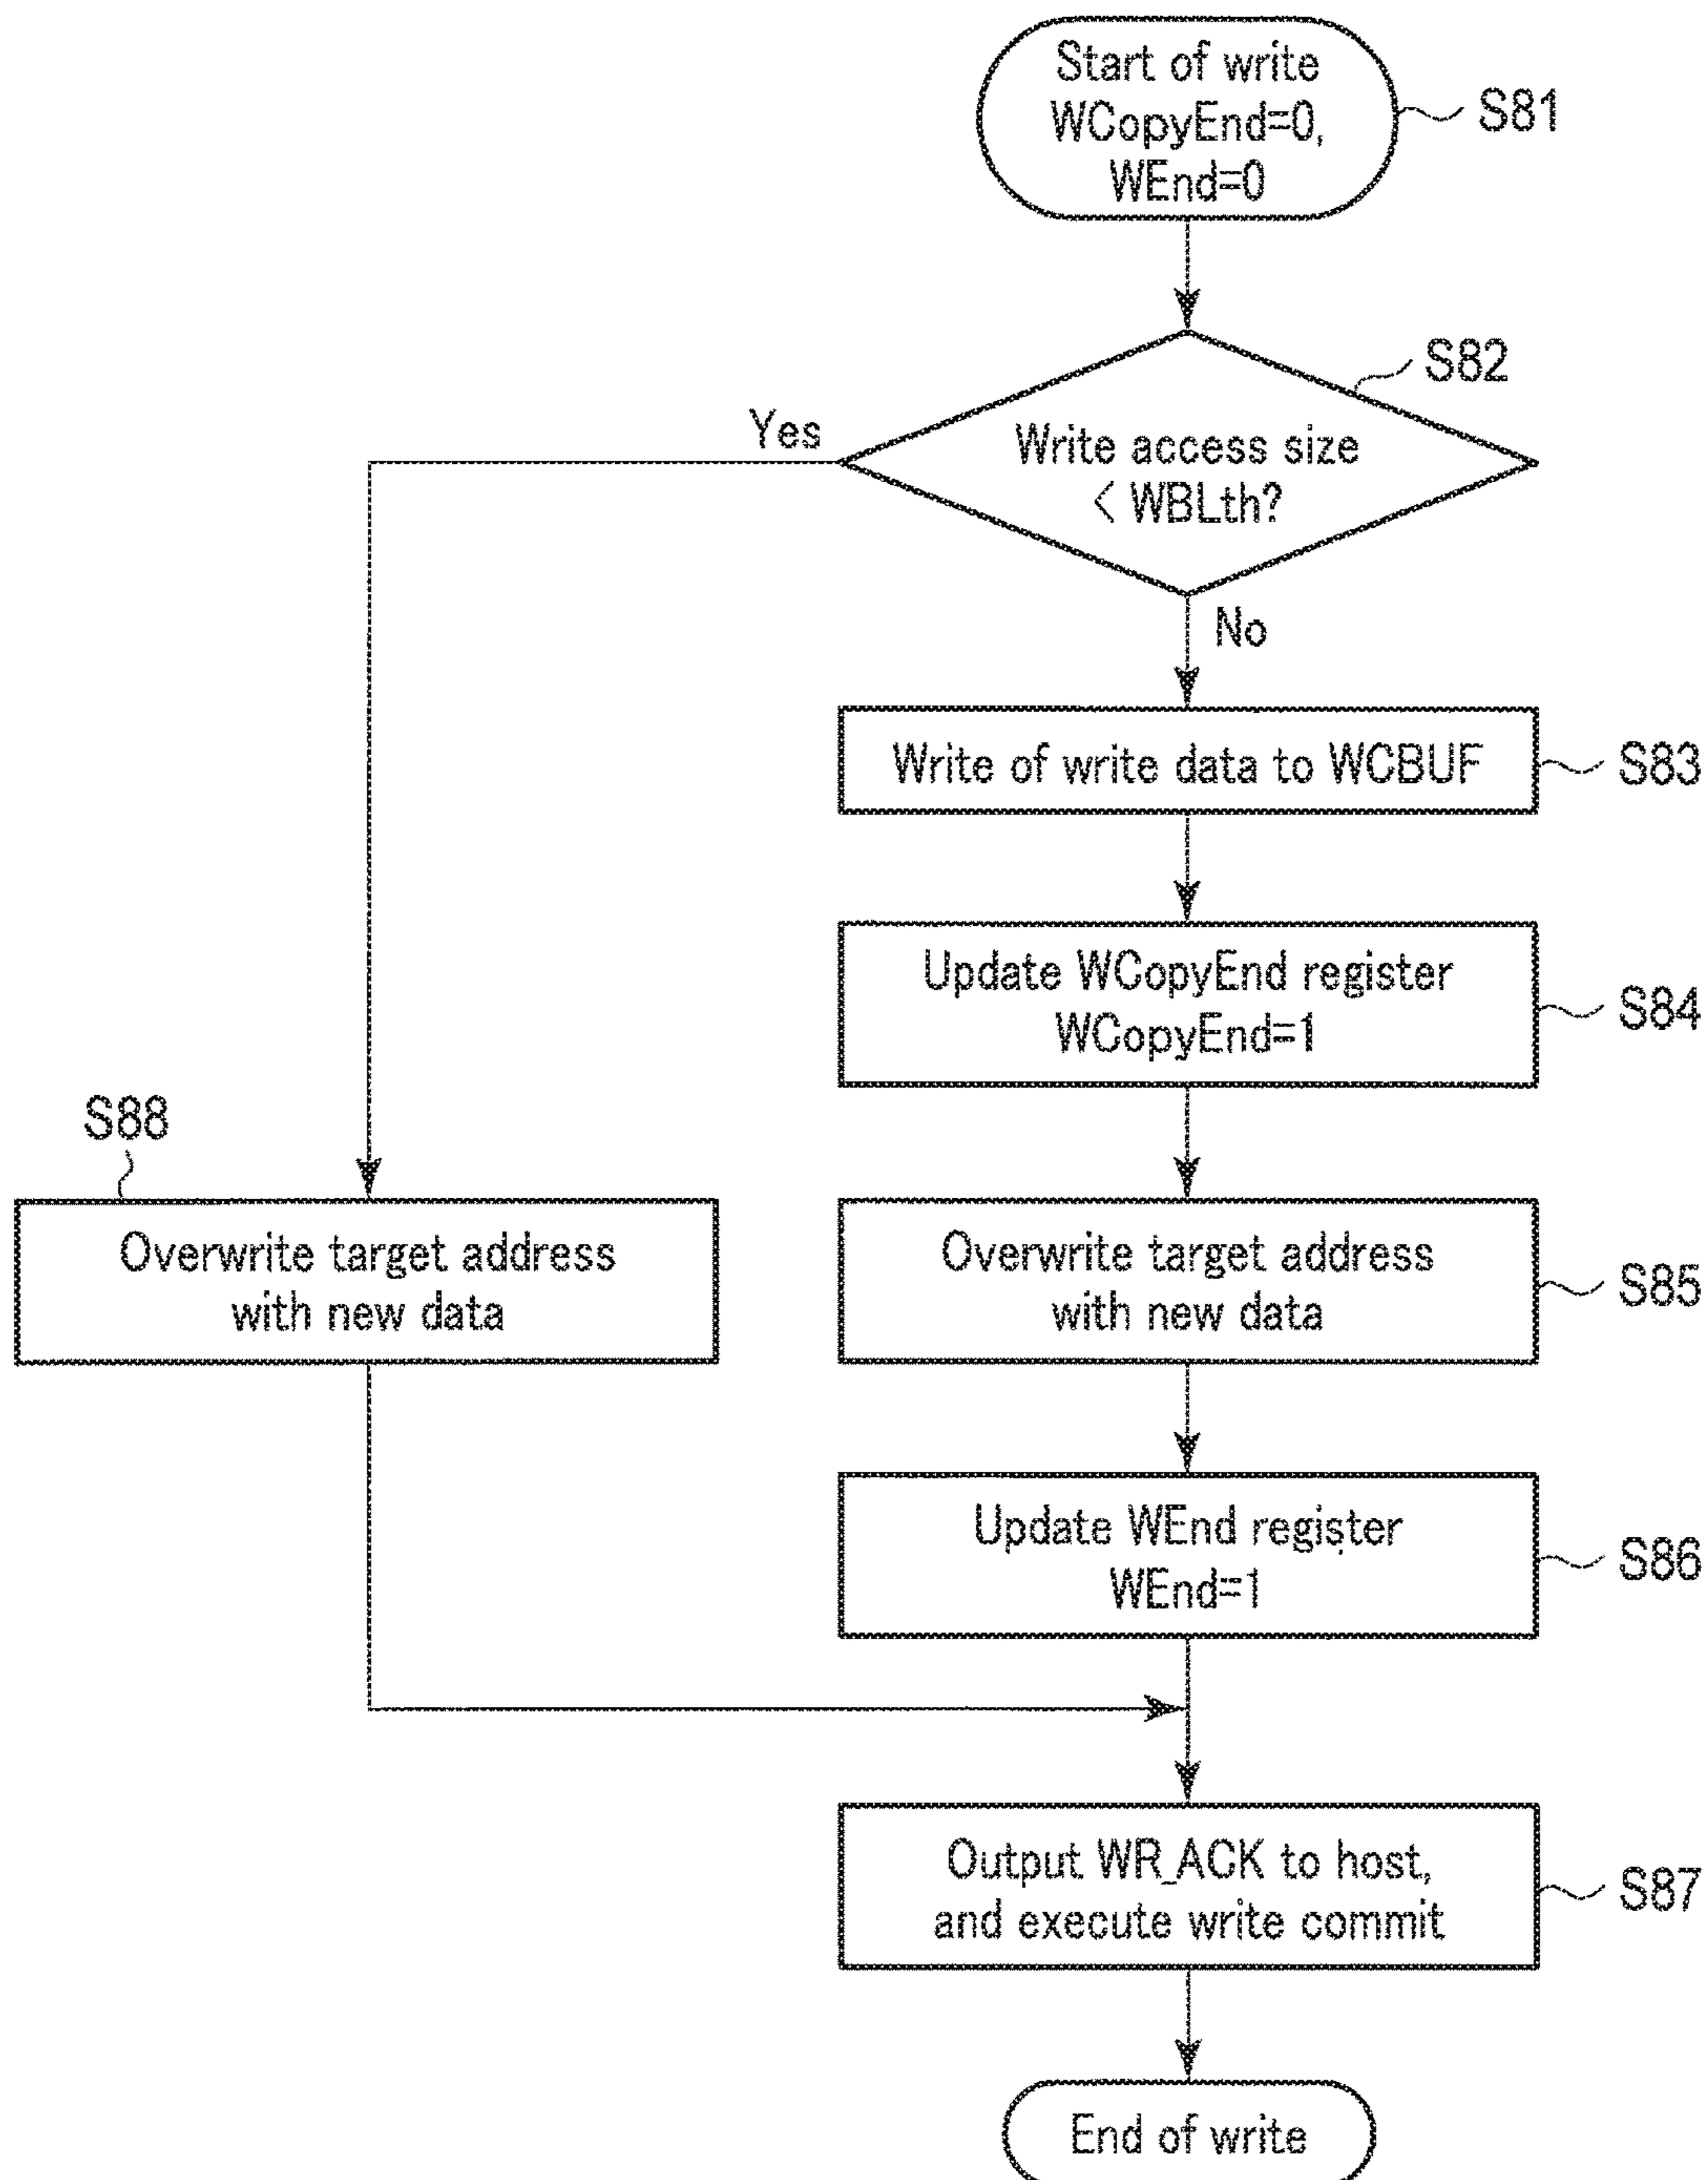 Start of write
WCopyEnd=0,
WEnd=0
S81
S82
Yes
Write access size
< WBLth?
No
Write of write data to WCBUF
S83
Update WCopyEnd register
WCopyEnd=1
S84
S88
Overwrite target address
with new data
Overwrite target address
with new data
S85
Update WEnd register
WEnd=1
S86
Output WR_ACK to host,
and execute write commit
S87
End of write